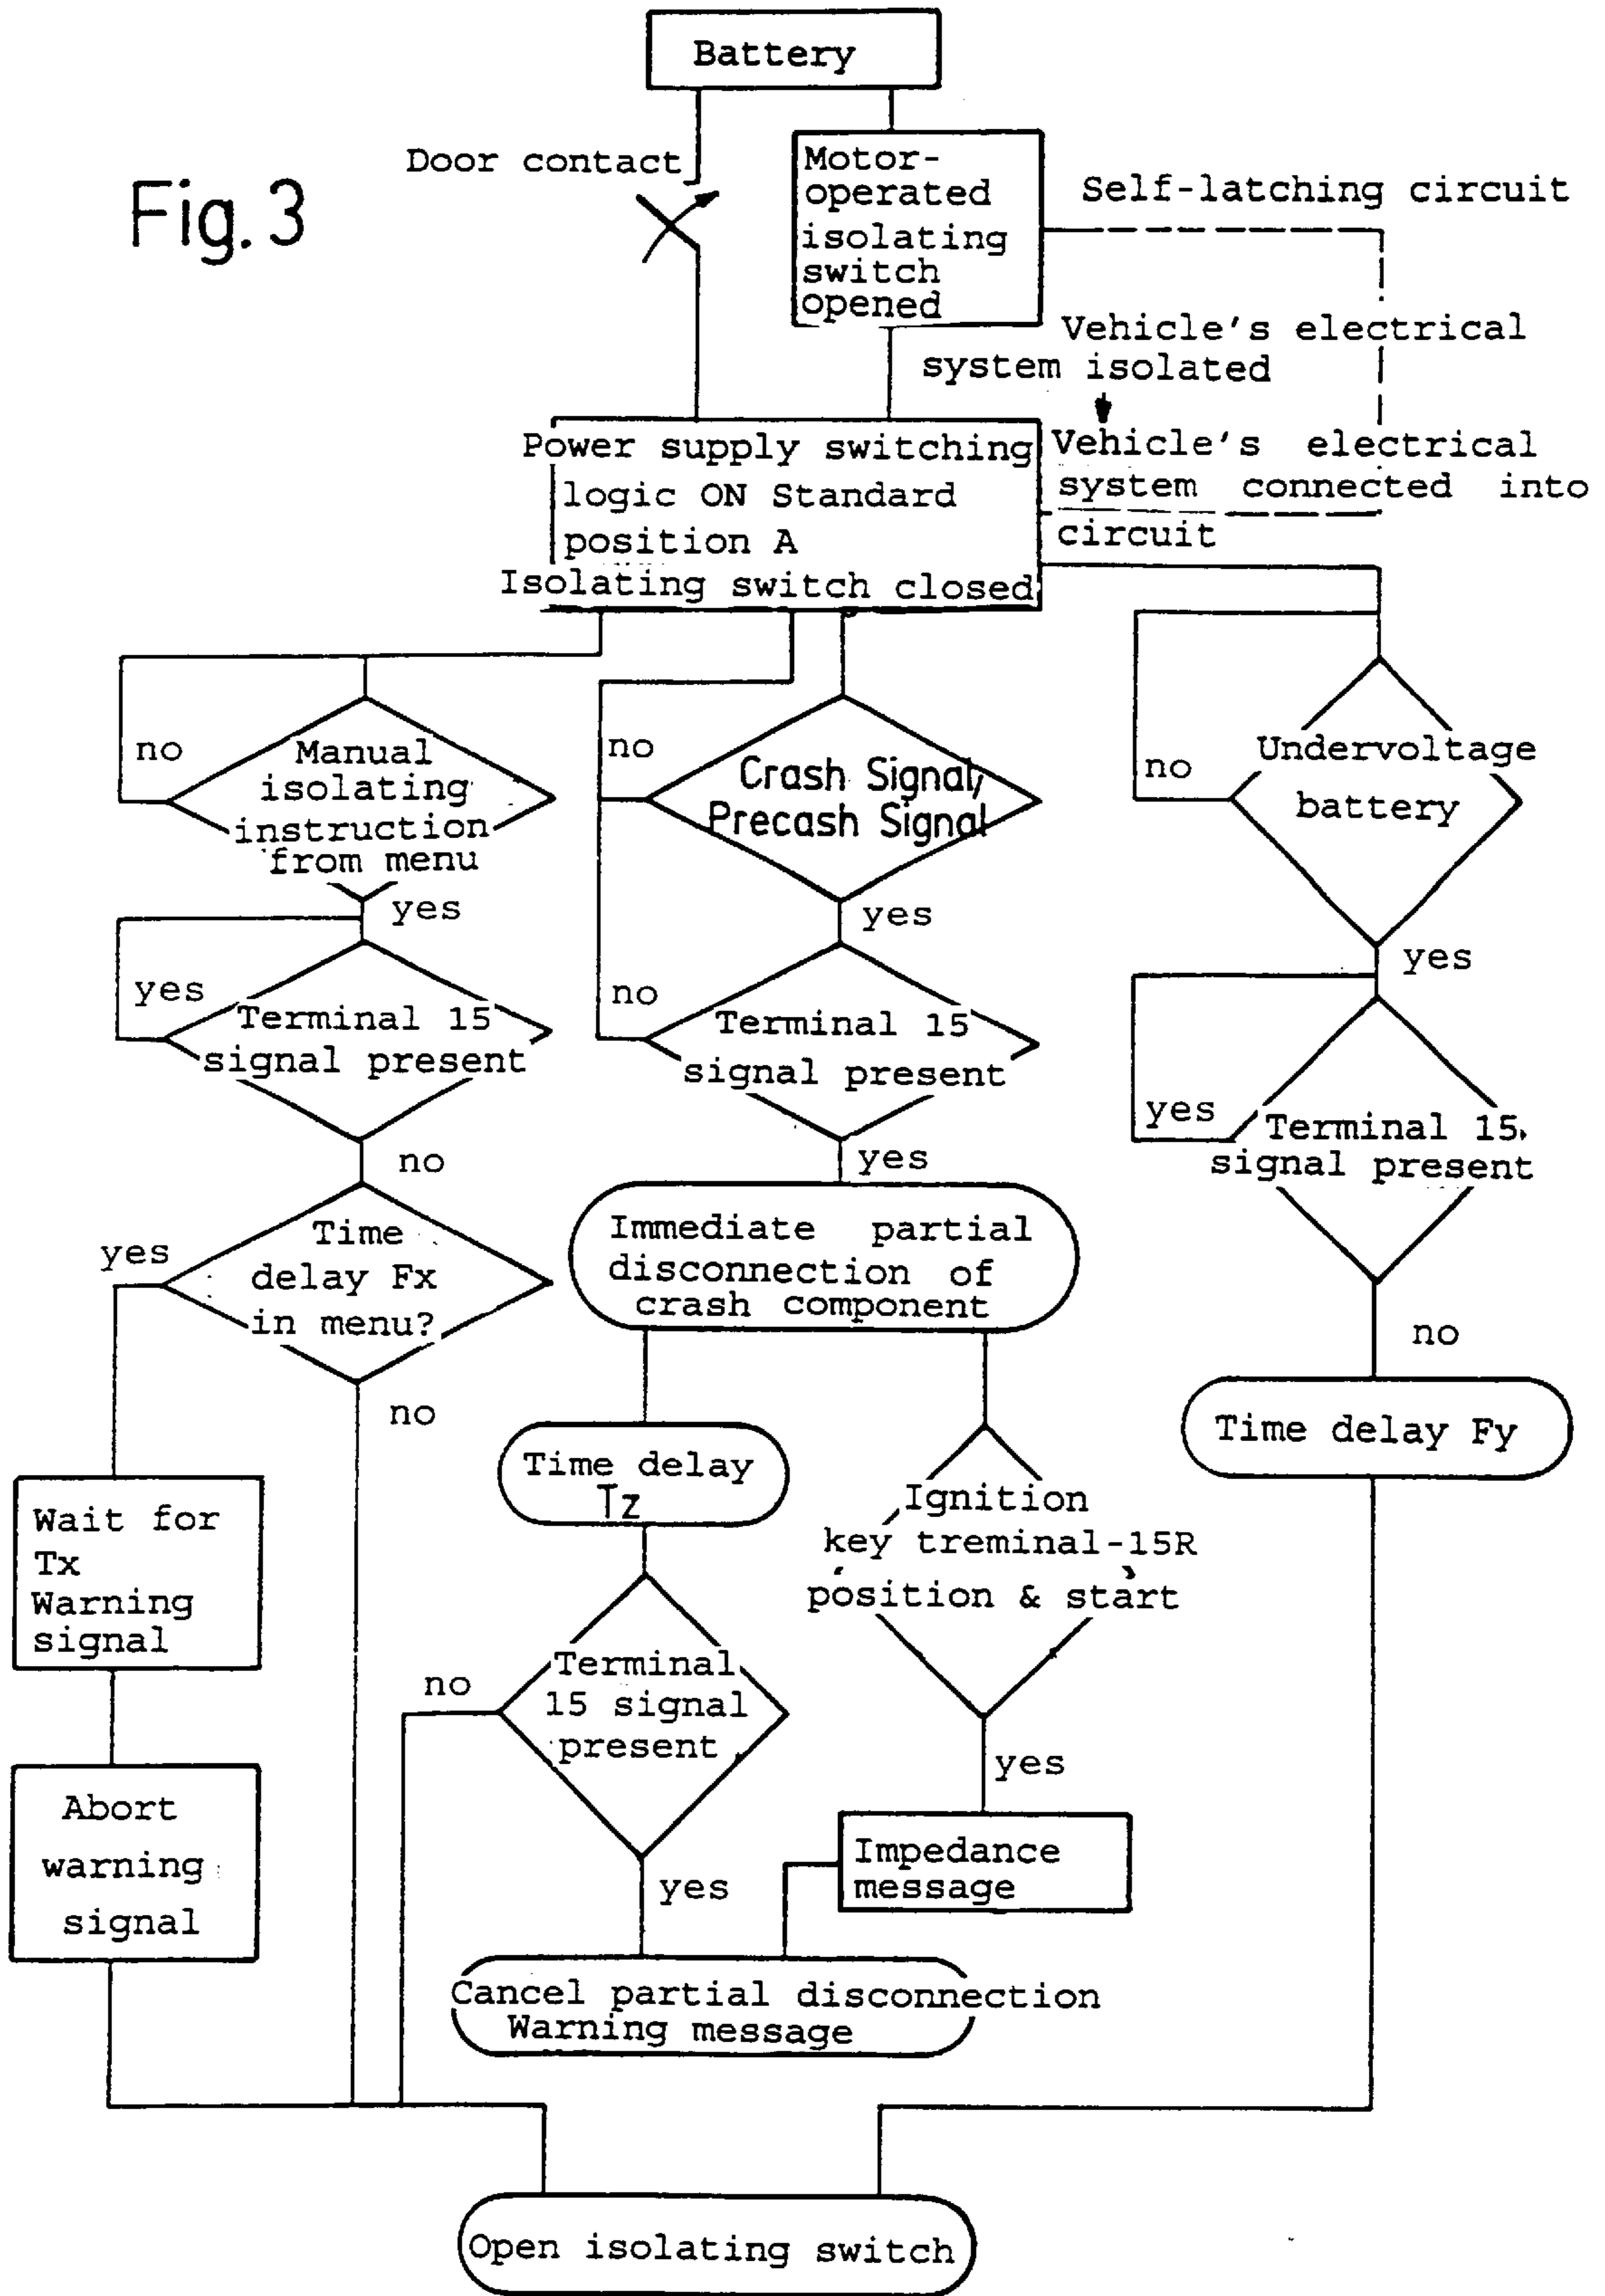 Battery
Door contact
Fig. 3
Motor-
operated
isolating
switch
opened
Self-latching circuit
Vehicle's electrical
system isolated
Power supply switching
logic ON Standard
position A
Isolating switch closed
Vehicle's electrical
system connected into
circuit
no
Manual
isolating
instruction
from menu
yes
no
Crash Signal/
Precash Signal
yes
no
Undervoltage
battery
yes
yes
Terminal 15
signal present
no
no
Terminal 15
signal present
yes
yes
Terminal 15
signal present
no
yes
Time
delay Fx
in menu?
no
Immediate partial
disconnection of
crash component
Time delay Fy
Time delay
Tz
Ignition
key treminal-15R
position & start
yes
Wait for
Tx
Warning
signal
no
Terminal
15 signal
present
yes
Abort
warning
signal
Impedance
message
Cancel partial disconnection
Warning message
Open isolating switch